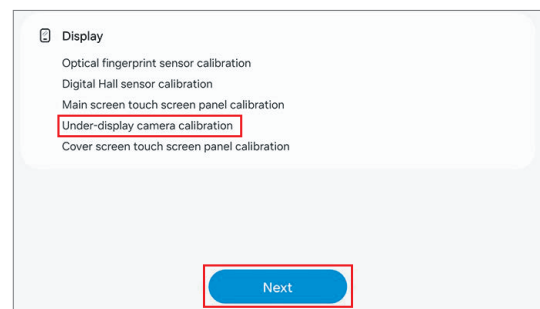 Display
Optical fingerprint sensor calibration
Digital Hall sensor calibration
Main screen touch screen panel calibration
Under-display camera calibration
Cover screen touch screen panel calibration
Next